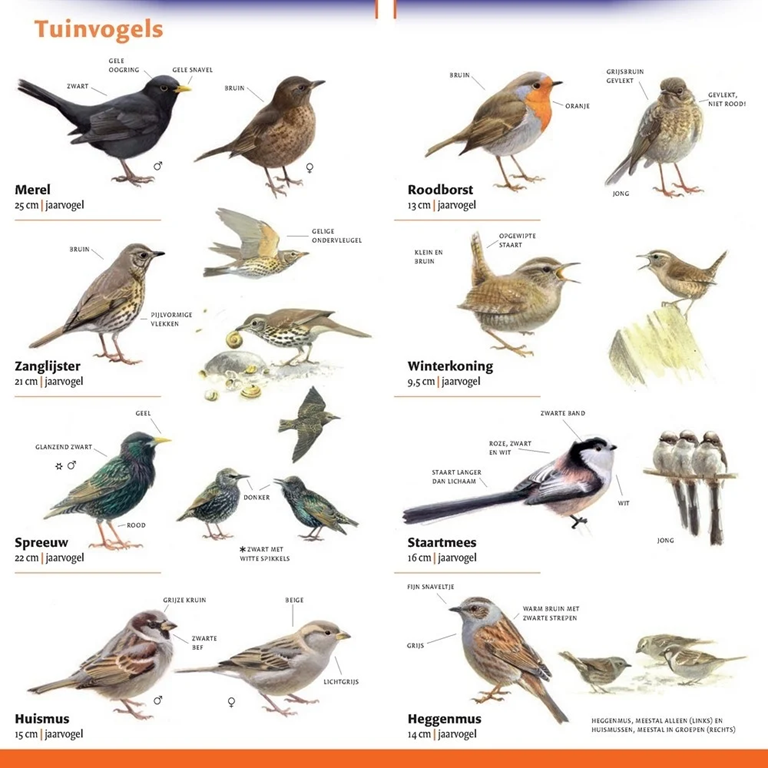 Tuinvogels
GELE
OOGRING
GELE SNAVEL
ZWART
♂
BRUIN
♀
Merel
25 cm | jaarvogel
BRUIN
ORANJE
GRIJSBRUIN
GEVLEKT
GEVLEKT,
NIET ROOD!
JONG
Roodborst
13 cm | jaarvogel
BRUIN
PIJLVORMIGE
VLEKKEN
GELIGE
ONDERVLEUGEL
Zanglijster
21 cm | jaarvogel
KLEIN EN
BRUIN
OPGEWIPTE
STAART
Winterkoning
9,5 cm | jaarvogel
GEEL
GLANZEND ZWART
✲ ♂
ROOD
DONKER
✱ ZWART MET
WITTE SPIKKELS
Spreeuw
22 cm | jaarvogel
ZWARTE BAND
ROZE, ZWART
EN WIT
STAART LANGER
DAN LICHAAM
WIT
JONG
Staartmees
16 cm | jaarvogel
GRIJZE KRUIN
ZWARTE
BEF
♂
BEIGE
LICHTGRIJS
♀
Huismus
15 cm | jaarvogel
FIJN SNAVELTJE
GRIJS
WARM BRUIN MET
ZWARTE STREPEN
Heggenmus
14 cm | jaarvogel
HEGGENMUS, MEESTAL ALLEEN (LINKS) EN
HUISMUSSEN, MEESTAL IN GROEPEN (RECHTS)